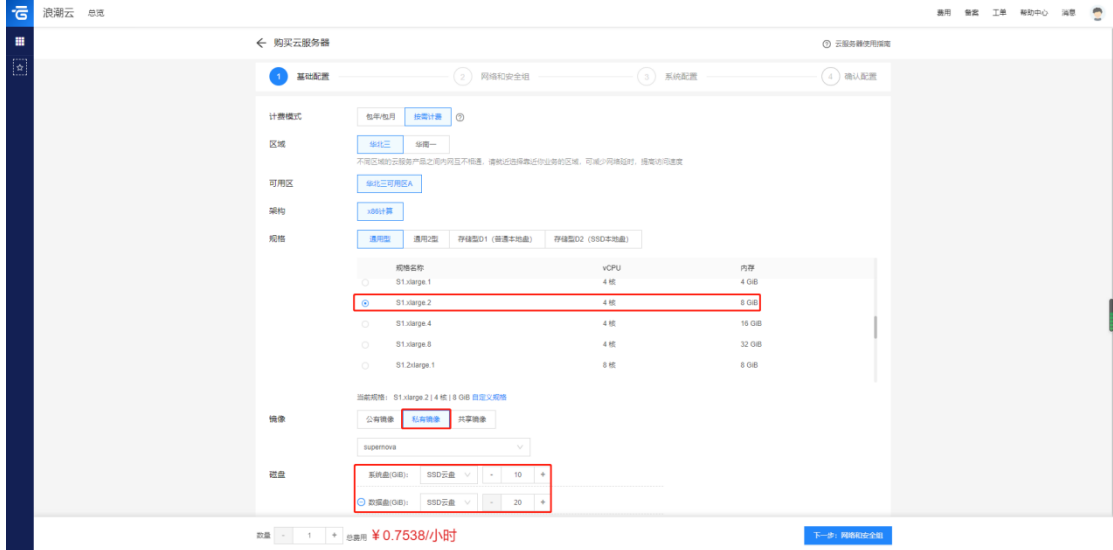 浪潮云 总览 费用 备案 工单 帮助中心 消息
← 购买云服务器 云服务器使用指南
1 基础配置 2 网络和安全组 3 系统配置 4 确认配置
计费模式 包年/包月 按需计费
区域 华北三 华南一
不同区域的云服务产品之间内网互不相通，请就近选择靠近你业务的区域，可减少网络延时，提高访问速度
可用区 华北三可用区A
架构 x86计算
规格 通用型 通用2型 存储型D1（普通本地盘） 存储型D2（SSD本地盘）
规格名称 vCPU 内存
S1.xlarge.1 4 核 4 GiB
S1.xlarge.2 4 核 8 GiB
S1.xlarge.4 4 核 16 GiB
S1.xlarge.8 4 核 32 GiB
S1.2xlarge.1 8 核 8 GiB
当前规格： S1.xlarge.2 | 4 核 | 8 GiB 自定义规格
镜像 公有镜像 私有镜像 共享镜像
supernova
磁盘 系统盘(GiB): SSD云盘 - 10 +
数据盘(GiB): SSD云盘 - 20 +
数量 - 1 + 总费用 ¥ 0.7538/小时 下一步：网络和安全组